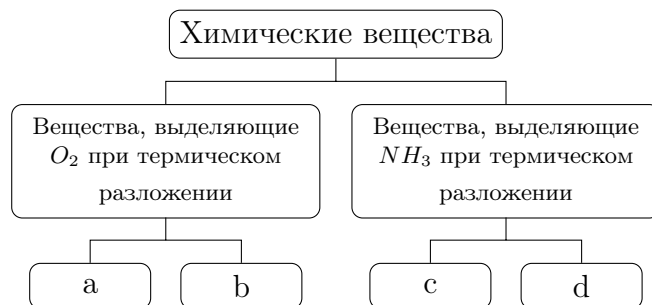 Химические вещества
Вещества, выделяющие
O₂ при термическом
разложении
Вещества, выделяющие
NH₃ при термическом
разложении
a
b
c
d